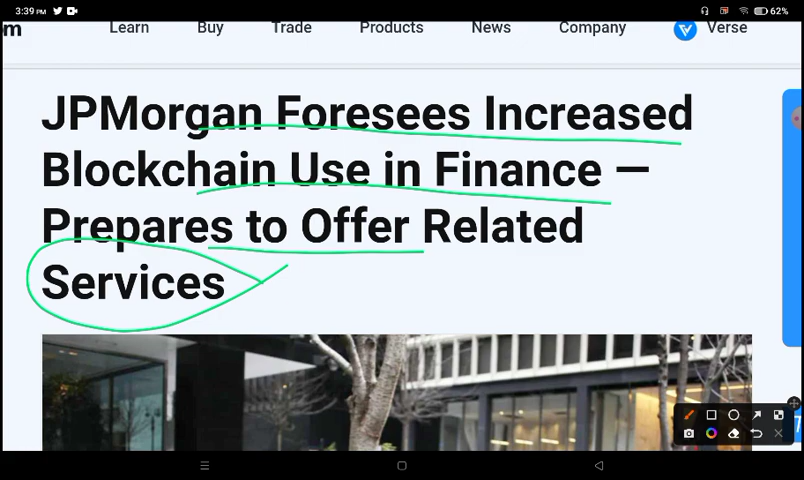 3:39 PM 62%
m Learn Buy Trade Products News Company Verse
JPMorgan Foresees Increased
Blockchain Use in Finance —
Prepares to Offer Related
Services